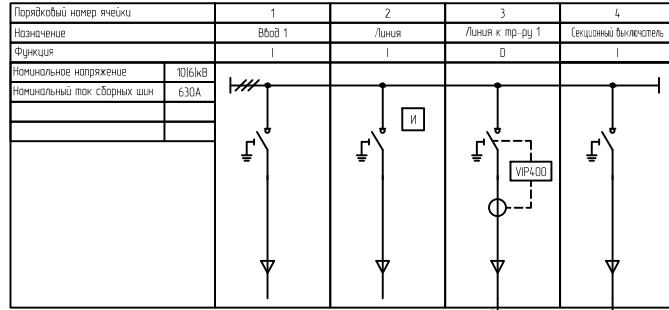 Порядковый номер ячейки 1 2 3 4
Назначение Ввод 1 Линия Линия к тр-ру 1 Секционный выключатель
Функция I I D I
Номинальное напряжение 10(6)кВ
Номинальный ток сборных шин 630А
И
VIP400